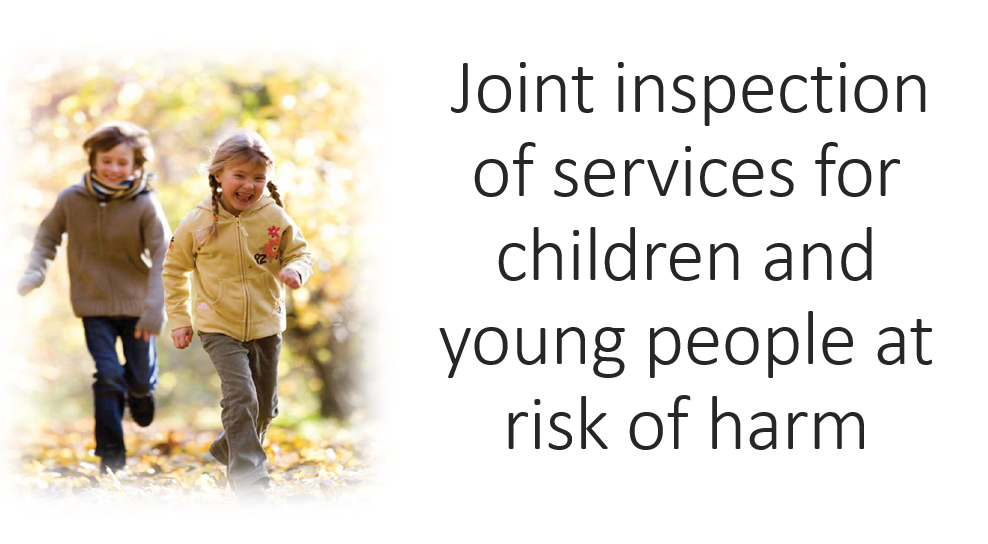 Joint inspection
of services for
children and
young people at
risk of harm